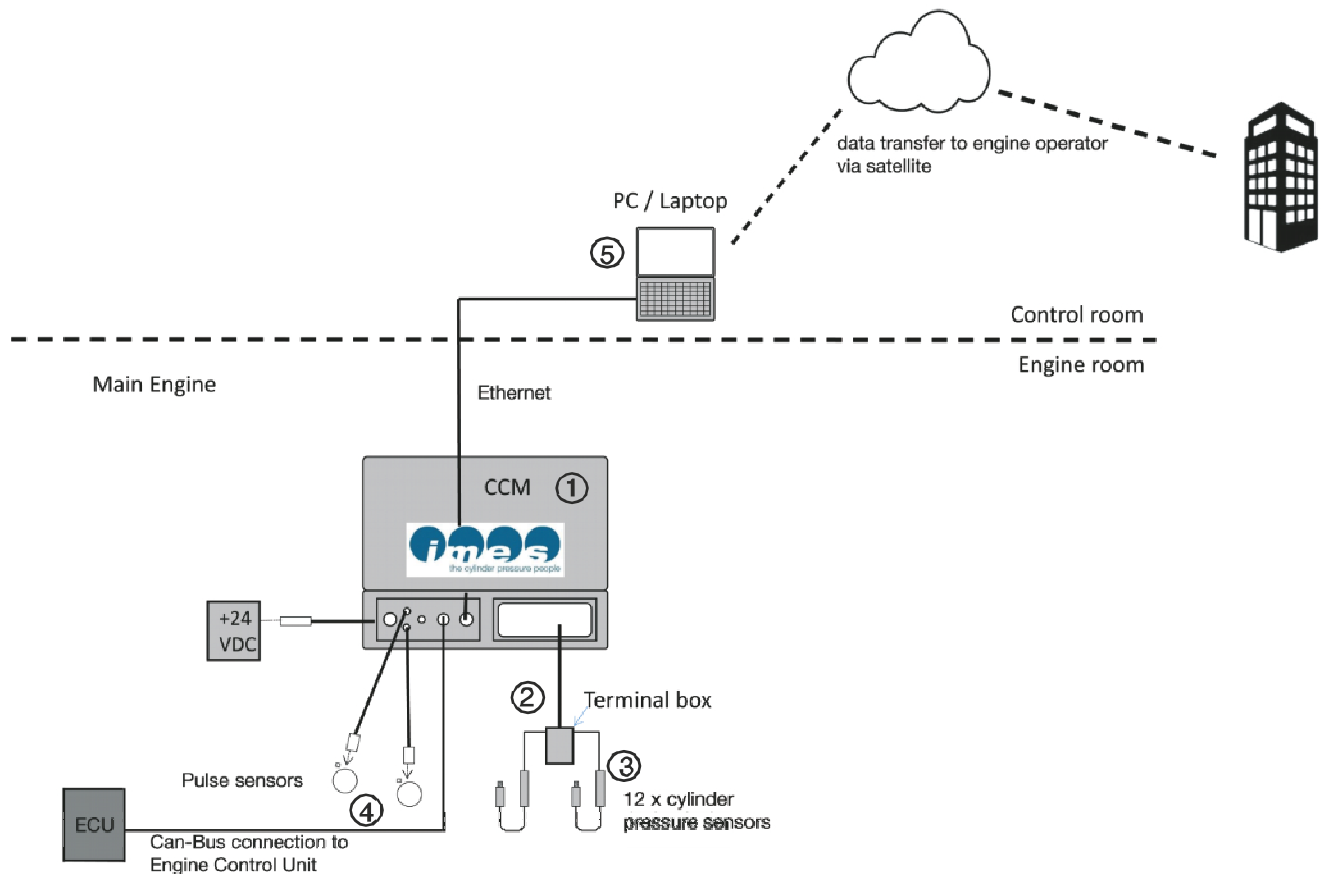 data transfer to engine operator
via satellite
PC / Laptop
5
Control room
Engine room
Main Engine
Ethernet
CCM
1
imes
the cylinder pressure people
+24
VDC
2
Terminal box
3
Pulse sensors
12 x cylinder
pressure sensors
4
ECU
Can-Bus connection to
Engine Control Unit